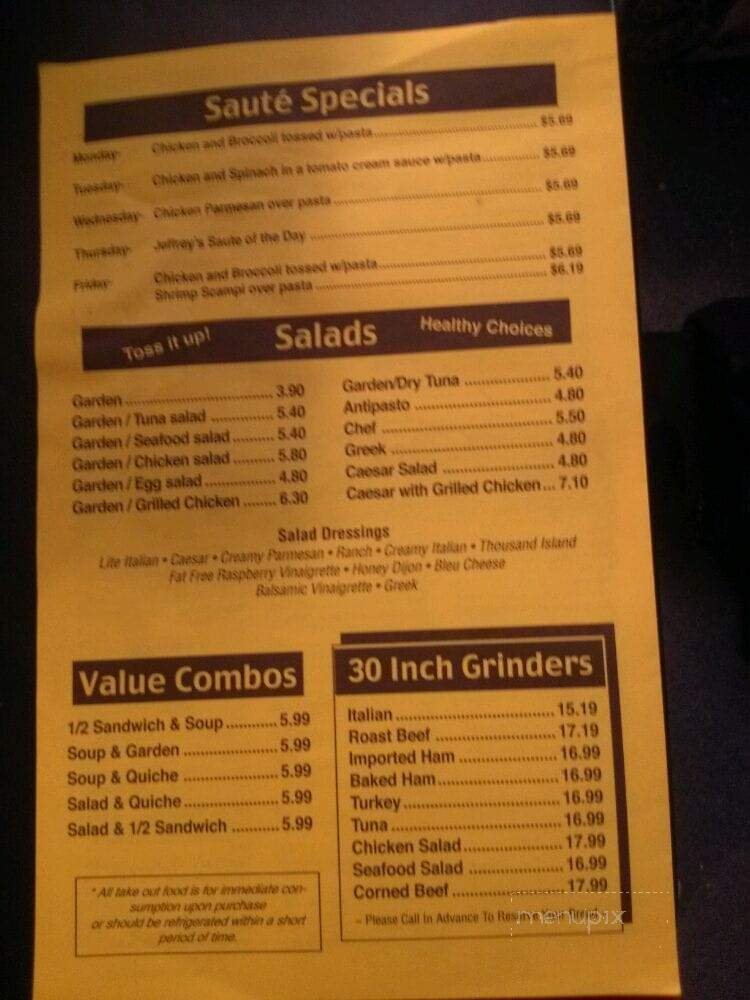 Sauté Specials
Monday- Chicken and Broccoli tossed w/pasta $5.69
Tuesday- Chicken and Spinach in a tomato cream sauce w/pasta $5.69
Wednesday- Chicken Parmesan over pasta $5.69
Thursday- Jeffrey's Saute of the Day $5.69
Friday- Chicken and Broccoli tossed w/pasta $5.69
Shrimp Scampi over pasta $6.19
Toss it up! Salads Healthy Choices
Garden 3.90
Garden / Tuna salad 5.40
Garden / Seafood salad 5.40
Garden / Chicken salad 5.80
Garden / Egg salad 4.80
Garden / Grilled Chicken 6.30
Garden/Dry Tuna 5.40
Antipasto 4.80
Chef 5.50
Greek 4.80
Caesar Salad 4.80
Caesar with Grilled Chicken 7.10
Salad Dressings
Lite Italian • Caesar • Creamy Parmesan • Ranch • Creamy Italian • Thousand Island
Fat Free Raspberry Vinaigrette • Honey Dijon • Bleu Cheese
Balsamic Vinaigrette • Greek
Value Combos
1/2 Sandwich & Soup 5.99
Soup & Garden 5.99
Soup & Quiche 5.99
Salad & Quiche 5.99
Salad & 1/2 Sandwich 5.99
* All take out food is for immediate con-
sumption upon purchase
or should be refrigerated within a short
period of time.
30 Inch Grinders
Italian 15.19
Roast Beef 17.19
Imported Ham 16.99
Baked Ham 16.99
Turkey 16.99
Tuna 16.99
Chicken Salad 17.99
Seafood Salad 16.99
Corned Beef 17.99
– Please Call In Advance To Reserve
menupix